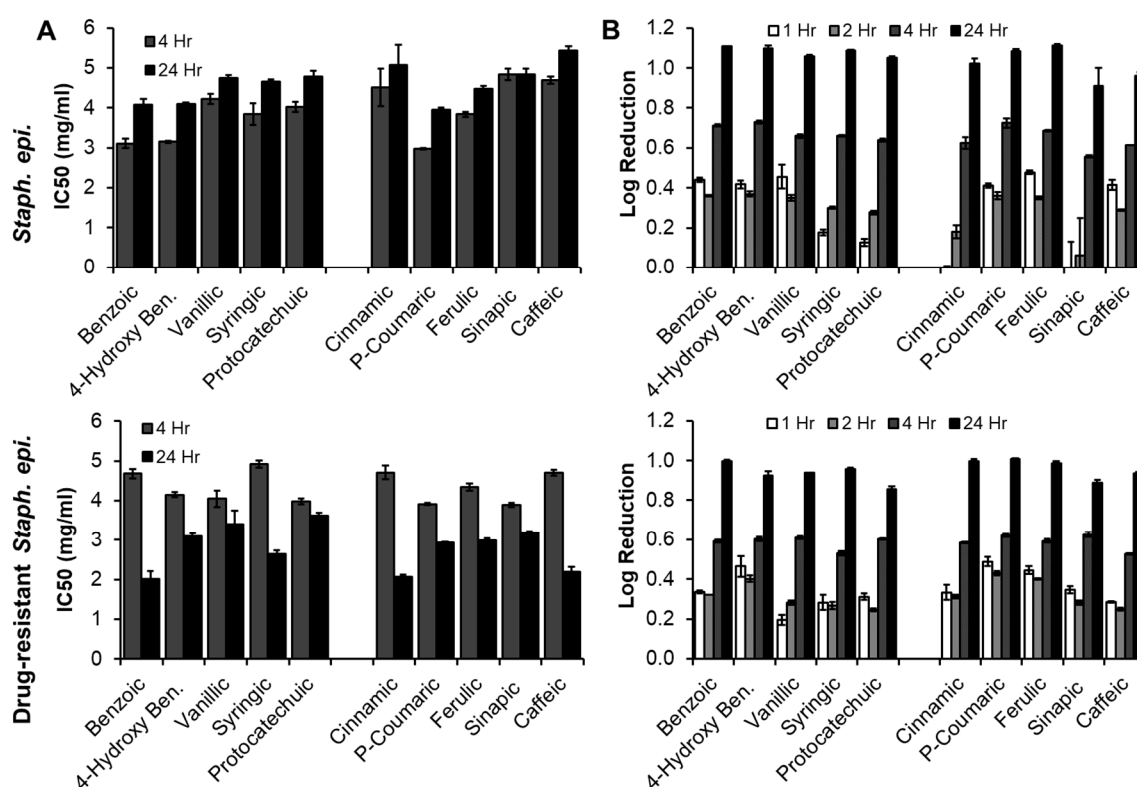 A
Staph. epi.
IC50 (mg/ml)
6
5
4
3
2
1
0
4 Hr
24 Hr
Benzoic
4-Hydroxy Ben.
Vanillic
Syringic
Protocatechuic
Cinnamic
P-Coumaric
Ferulic
Sinapic
Caffeic
B
Log Reduction
1.2
1.0
0.8
0.6
0.4
0.2
0.0
1 Hr 2 Hr 4 Hr 24 Hr
Benzoic
4-Hydroxy Ben.
Vanillic
Syringic
Protocatechuic
Cinnamic
P-Coumaric
Ferulic
Sinapic
Caffeic
Drug-resistant Staph. epi.
IC50 (mg/ml)
6
5
4
3
2
1
0
4 Hr
24 Hr
Benzoic
4-Hydroxy Ben.
Vanillic
Syringic
Protocatechuic
Cinnamic
P-Coumaric
Ferulic
Sinapic
Caffeic
Log Reduction
1.2
1.0
0.8
0.6
0.4
0.2
0.0
1 Hr 2 Hr 4 Hr 24 Hr
Benzoic
4-Hydroxy Ben.
Vanillic
Syringic
Protocatechuic
Cinnamic
P-Coumaric
Ferulic
Sinapic
Caffeic